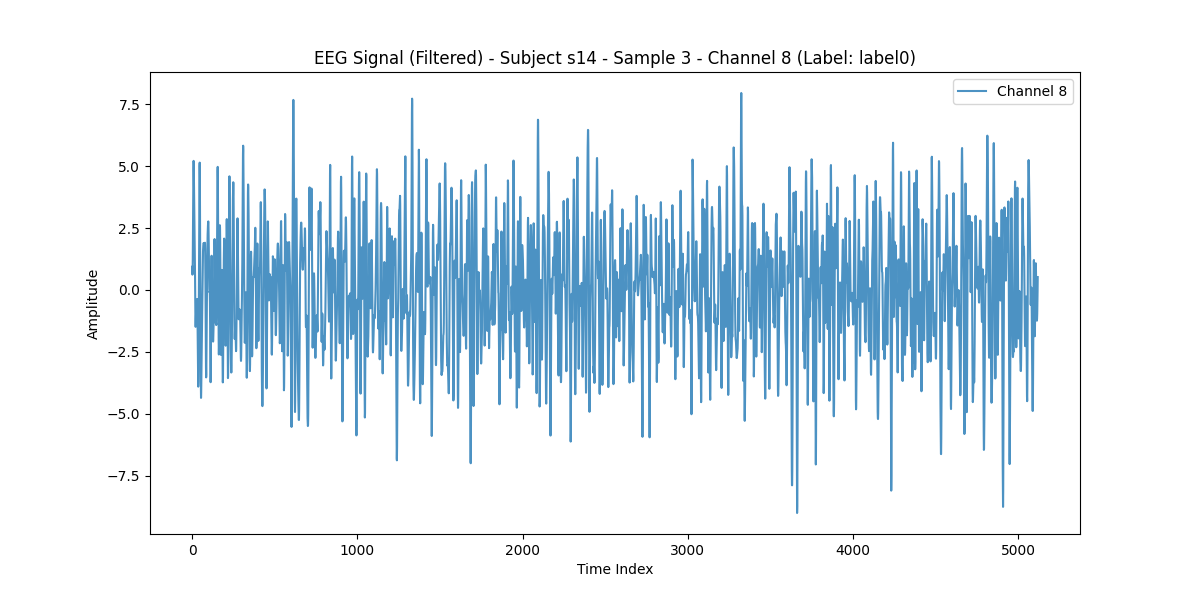 EEG Signal (Filtered) - Subject s14 - Sample 3 - Channel 8 (Label: label0)
Channel 8
7.5
5.0
2.5
0.0
−2.5
−5.0
−7.5
Amplitude
0 1000 2000 3000 4000 5000
Time Index